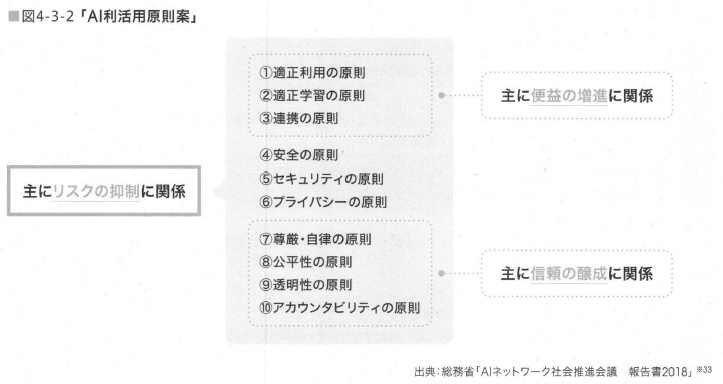 ■図4-3-2「AI利活用原則案」
①適正利用の原則
②適正学習の原則
③連携の原則
主に便益の増進に関係
④安全の原則
⑤セキュリティの原則
⑥プライバシーの原則
主にリスクの抑制に関係
⑦尊厳・自律の原則
⑧公平性の原則
⑨透明性の原則
⑩アカウンタビリティの原則
主に信頼の醸成に関係
出典:総務省「AIネットワーク社会推進会議 報告書2018」※33